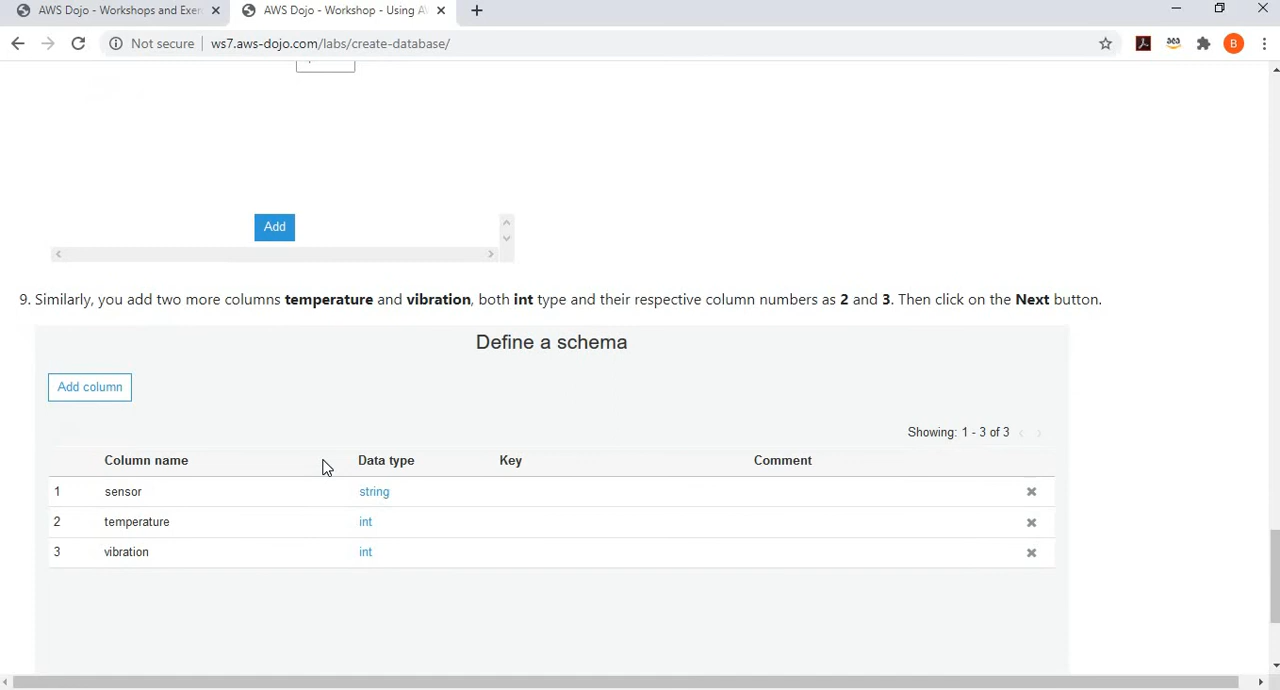 AWS Dojo - Workshops and Exer
AWS Dojo - Workshop - Using A
Not secure
ws7.aws-dojo.com/labs/create-database/
B
Add
9. Similarly, you add two more columns temperature and vibration, both int type and their respective column numbers as 2 and 3. Then click on the Next button.
Define a schema
Add column
Showing: 1 - 3 of 3
Column name Data type Key Comment
1 sensor string
2 temperature int
3 vibration int